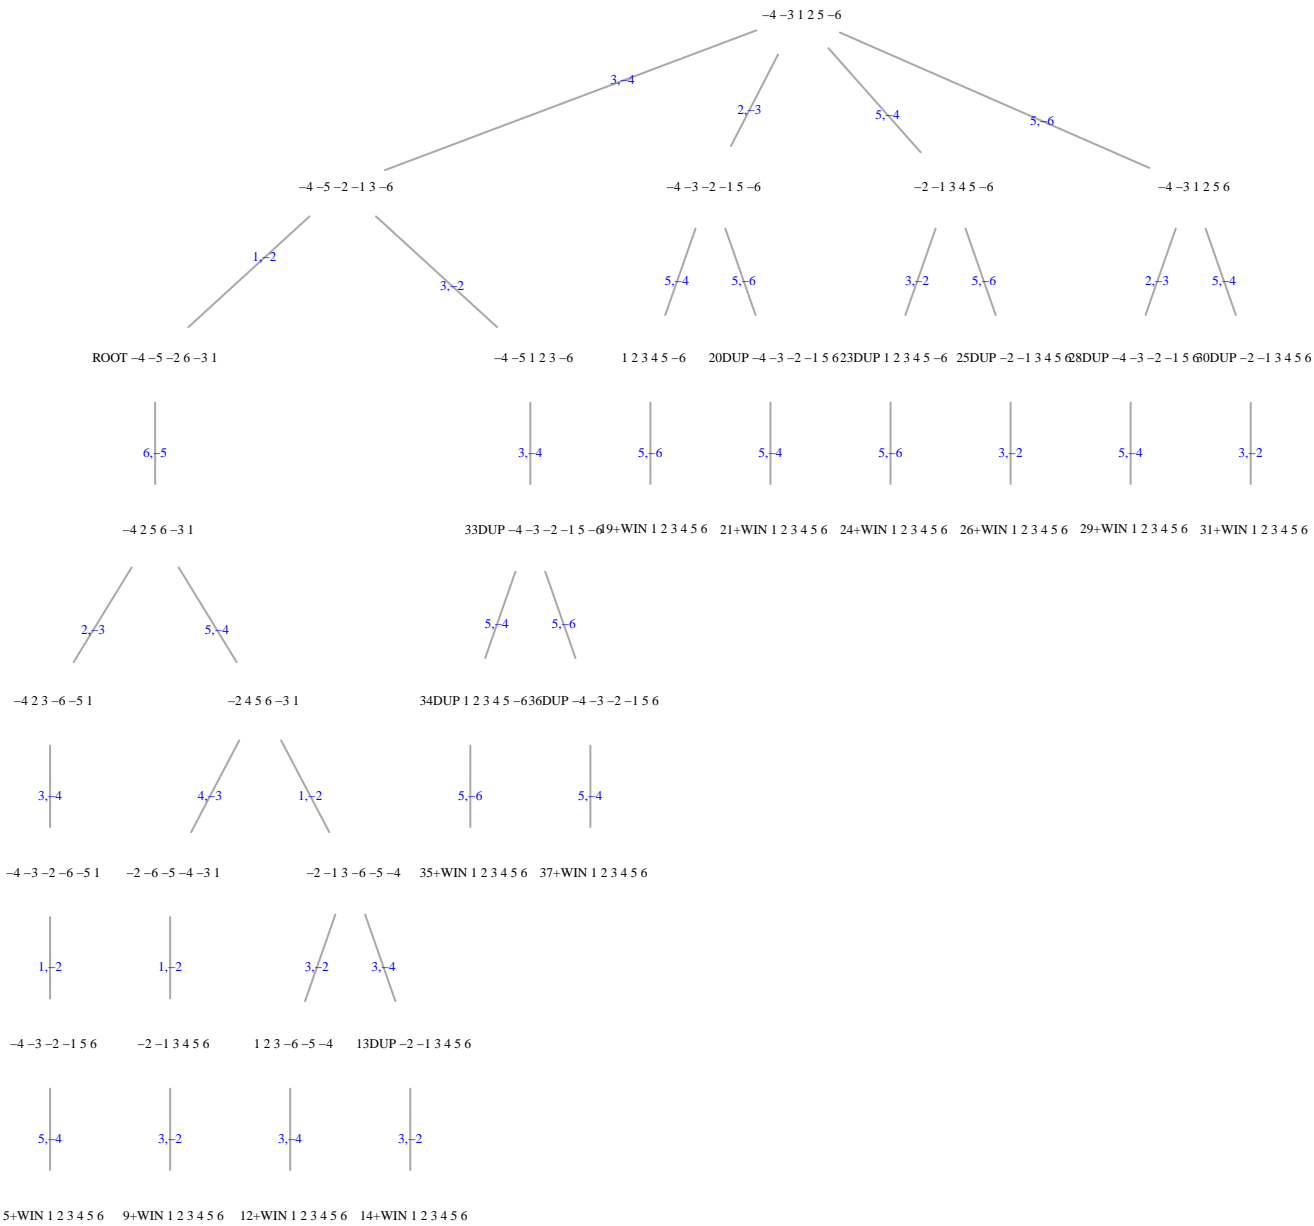 −4 −3 1 2 5 −6
3,−4
2,−3
5,−4
5,−6
−4 −5 −2 −1 3 −6
−4 −3 −2 −1 5 −6
−2 −1 3 4 5 −6
−4 −3 1 2 5 6
1,−2
3,−2
5,−4
5,−6
3,−2
5,−6
2,−3
5,−4
ROOT −4 −5 −2 6 −3 1
−4 −5 1 2 3 −6
1 2 3 4 5 −6
20DUP −4 −3 −2 −1 5 6
23DUP 1 2 3 4 5 −6
25DUP −2 −1 3 4 5 6
28DUP −4 −3 −2 −1 5 6
30DUP −2 −1 3 4 5 6
6,−5
3,−4
5,−6
5,−4
5,−6
3,−2
5,−4
3,−2
−4 2 5 6 −3 1
33DUP −4 −3 −2 −1 5 −6
19+WIN 1 2 3 4 5 6
21+WIN 1 2 3 4 5 6
24+WIN 1 2 3 4 5 6
26+WIN 1 2 3 4 5 6
29+WIN 1 2 3 4 5 6
31+WIN 1 2 3 4 5 6
2,−3
5,−4
5,−4
5,−6
−4 2 3 −6 −5 1
−2 4 5 6 −3 1
34DUP 1 2 3 4 5 −6
36DUP −4 −3 −2 −1 5 6
3,−4
4,−3
1,−2
5,−6
5,−4
−4 −3 −2 −6 −5 1
−2 −6 −5 −4 −3 1
−2 −1 3 −6 −5 −4
35+WIN 1 2 3 4 5 6
37+WIN 1 2 3 4 5 6
1,−2
1,−2
3,−2
3,−4
−4 −3 −2 −1 5 6
−2 −1 3 4 5 6
1 2 3 −6 −5 −4
13DUP −2 −1 3 4 5 6
5,−4
3,−2
3,−4
3,−2
5+WIN 1 2 3 4 5 6
9+WIN 1 2 3 4 5 6
12+WIN 1 2 3 4 5 6
14+WIN 1 2 3 4 5 6